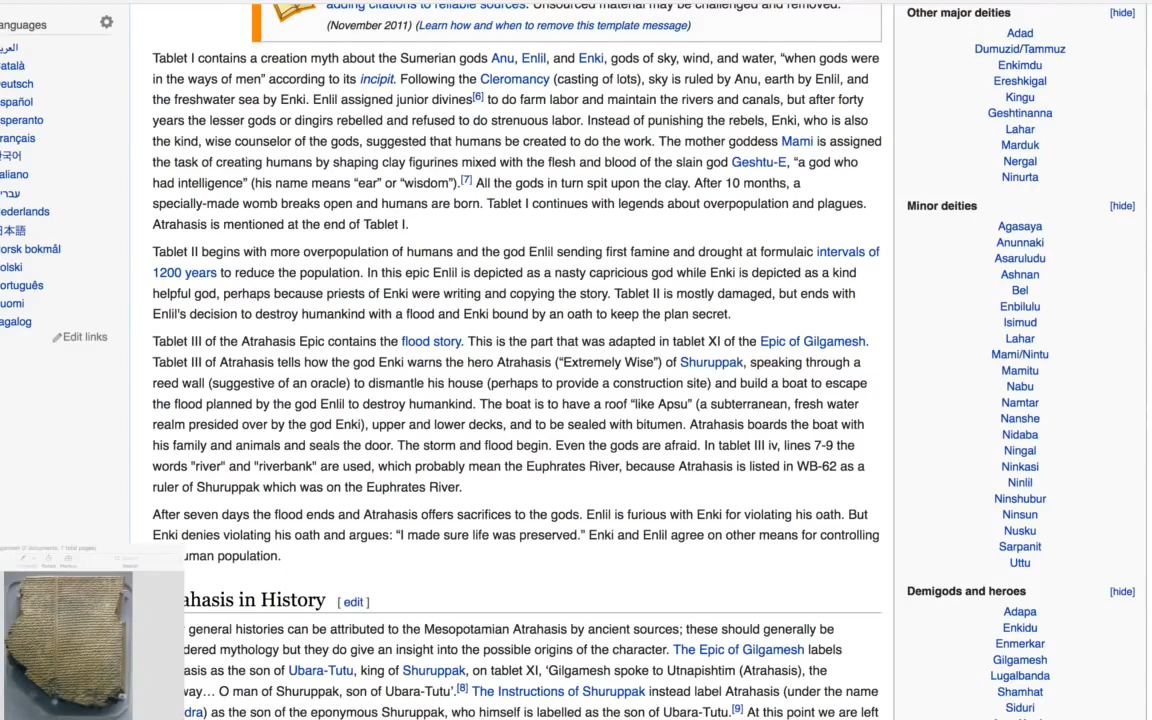 adding citations to reliable sources. Unsourced material may be challenged and removed.
(November 2011) (Learn how and when to remove this template message)
anguages
العربية
atalà
eutsch
spañol
speranto
rançais
국어
aliano
עברית
ederlands
本語
orsk bokmål
olski
ortuguês
uomi
agalog
Edit links
Tablet I contains a creation myth about the Sumerian gods Anu, Enlil, and Enki, gods of sky, wind, and water, “when gods were
in the ways of men” according to its incipit. Following the Cleromancy (casting of lots), sky is ruled by Anu, earth by Enlil, and
the freshwater sea by Enki. Enlil assigned junior divines[6] to do farm labor and maintain the rivers and canals, but after forty
years the lesser gods or dingirs rebelled and refused to do strenuous labor. Instead of punishing the rebels, Enki, who is also
the kind, wise counselor of the gods, suggested that humans be created to do the work. The mother goddess Mami is assigned
the task of creating humans by shaping clay figurines mixed with the flesh and blood of the slain god Geshtu-E, “a god who
had intelligence” (his name means “ear” or “wisdom”).[7] All the gods in turn spit upon the clay. After 10 months, a
specially-made womb breaks open and humans are born. Tablet I continues with legends about overpopulation and plagues.
Atrahasis is mentioned at the end of Tablet I.
Tablet II begins with more overpopulation of humans and the god Enlil sending first famine and drought at formulaic intervals of
1200 years to reduce the population. In this epic Enlil is depicted as a nasty capricious god while Enki is depicted as a kind
helpful god, perhaps because priests of Enki were writing and copying the story. Tablet II is mostly damaged, but ends with
Enlil's decision to destroy humankind with a flood and Enki bound by an oath to keep the plan secret.
Tablet III of the Atrahasis Epic contains the flood story. This is the part that was adapted in tablet XI of the Epic of Gilgamesh.
Tablet III of Atrahasis tells how the god Enki warns the hero Atrahasis (“Extremely Wise”) of Shuruppak, speaking through a
reed wall (suggestive of an oracle) to dismantle his house (perhaps to provide a construction site) and build a boat to escape
the flood planned by the god Enlil to destroy humankind. The boat is to have a roof “like Apsu” (a subterranean, fresh water
realm presided over by the god Enki), upper and lower decks, and to be sealed with bitumen. Atrahasis boards the boat with
his family and animals and seals the door. The storm and flood begin. Even the gods are afraid. In tablet III iv, lines 7-9 the
words "river" and "riverbank" are used, which probably mean the Euphrates River, because Atrahasis is listed in WB-62 as a
ruler of Shuruppak which was on the Euphrates River.
After seven days the flood ends and Atrahasis offers sacrifices to the gods. Enlil is furious with Enki for violating his oath. But
Enki denies violating his oath and argues: “I made sure life was preserved.” Enki and Enlil agree on other means for controlling
uman population.
ahasis in History [ edit ]
general histories can be attributed to the Mesopotamian Atrahasis by ancient sources; these should generally be
dered mythology but they do give an insight into the possible origins of the character. The Epic of Gilgamesh labels
asis as the son of Ubara-Tutu, king of Shuruppak, on tablet XI, ‘Gilgamesh spoke to Utnapishtim (Atrahasis), the
way… O man of Shuruppak, son of Ubara-Tutu’.[8] The Instructions of Shuruppak instead label Atrahasis (under the name
dra) as the son of the eponymous Shuruppak, who himself is labelled as the son of Ubara-Tutu.[9] At this point we are left
Other major deities [hide]
Adad
Dumuzid/Tammuz
Enkimdu
Ereshkigal
Kingu
Geshtinanna
Lahar
Marduk
Nergal
Ninurta
Minor deities [hide]
Agasaya
Anunnaki
Asaruludu
Ashnan
Bel
Enbilulu
Isimud
Lahar
Mami/Nintu
Mamitu
Nabu
Namtar
Nanshe
Nidaba
Ningal
Ninkasi
Ninlil
Ninshubur
Ninsun
Nusku
Sarpanit
Uttu
Demigods and heroes [hide]
Adapa
Enkidu
Enmerkar
Gilgamesh
Lugalbanda
Shamhat
Siduri